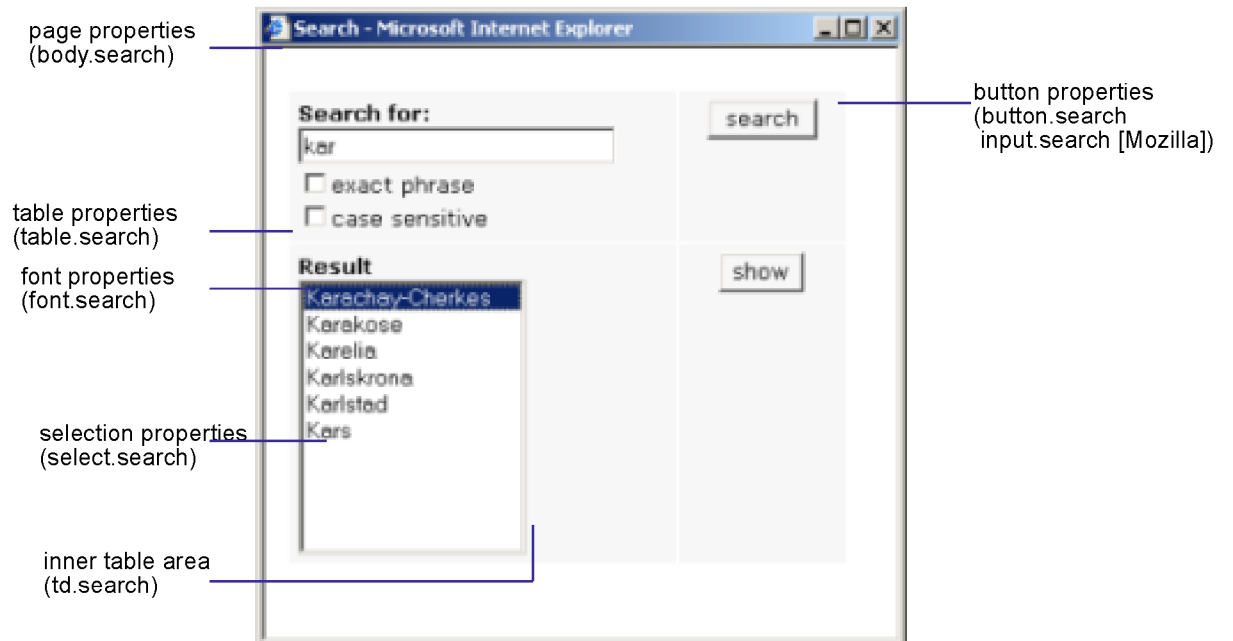 page properties
(body.search)
Search - Microsoft Internet Explorer
button properties
(button.search
input.search [Mozilla])
Search for:
search
kar
exact phrase
case sensitive
table properties
(table.search)
Result
show
font properties
(font.search)
Karachay-Cherkes
Karakose
Karelia
Karlskrona
Karlstad
Kars
selection properties
(select.search)
inner table area
(td.search)